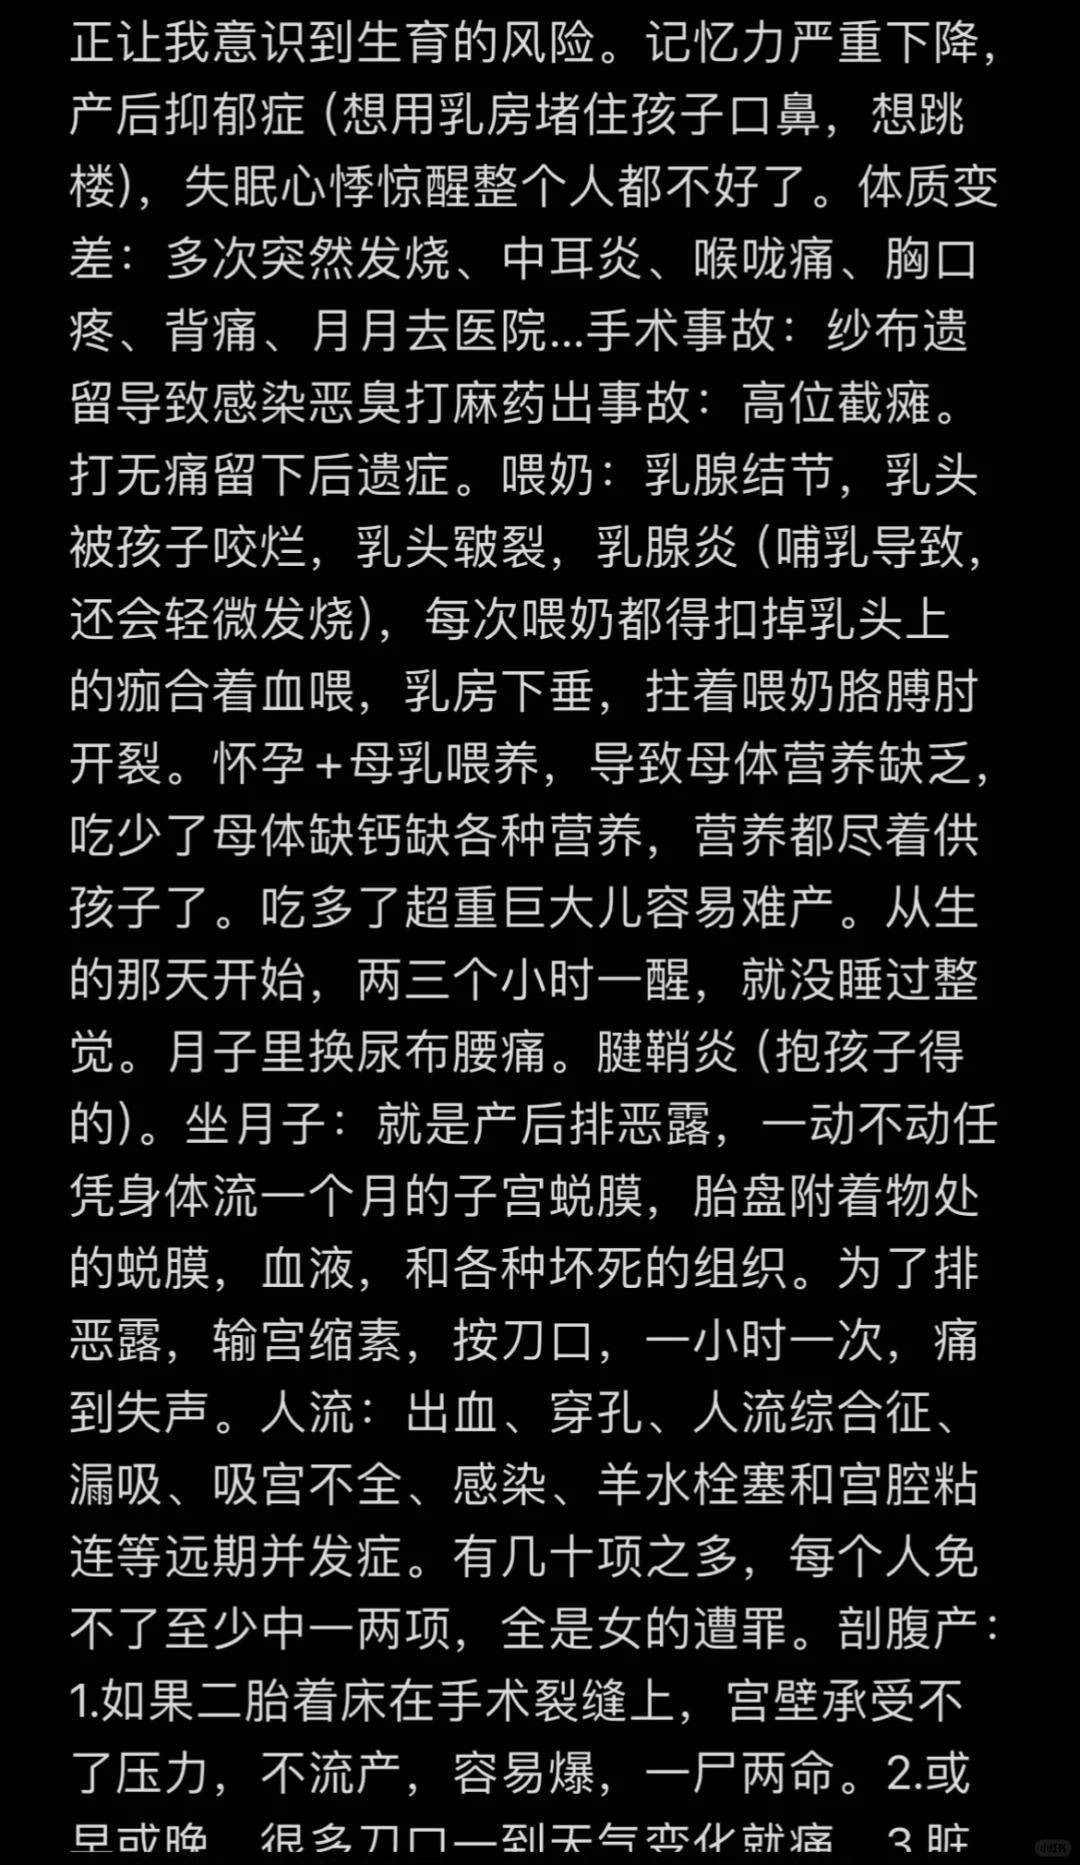 正让我意识到生育的风险。记忆力严重下降，
产后抑郁症（想用乳房堵住孩子口鼻，想跳
楼），失眠心悸惊醒整个人都不好了。体质变
差：多次突然发烧、中耳炎、喉咙痛、胸口
疼、背痛、月月去医院...手术事故：纱布遗
留导致感染恶臭打麻药出事故：高位截瘫。
打无痛留下后遗症。喂奶：乳腺结节，乳头
被孩子咬烂，乳头皲裂，乳腺炎（哺乳导致，
还会轻微发烧），每次喂奶都得扣掉乳头上
的痂合着血喂，乳房下垂，拄着喂奶胳膊肘
开裂。怀孕+母乳喂养，导致母体营养缺乏，
吃少了母体缺钙缺各种营养，营养都尽着供
孩子了。吃多了超重巨大儿容易难产。从生
的那天开始，两三个小时一醒，就没睡过整
觉。月子里换尿布腰痛。腱鞘炎（抱孩子得
的）。坐月子：就是产后排恶露，一动不动任
凭身体流一个月的子宫蜕膜，胎盘附着物处
的蜕膜，血液，和各种坏死的组织。为了排
恶露，输宫缩素，按刀口，一小时一次，痛
到失声。人流：出血、穿孔、人流综合征、
漏吸、吸宫不全、感染、羊水栓塞和宫腔粘
连等远期并发症。有几十项之多，每个人免
不了至少中一两项，全是女的遭罪。剖腹产：
1.如果二胎着床在手术裂缝上，宫壁承受不
了压力，不流产，容易爆，一尸两命。2.或
早或晚，很多刀口一到天气变化就痛。3.脏
小红书